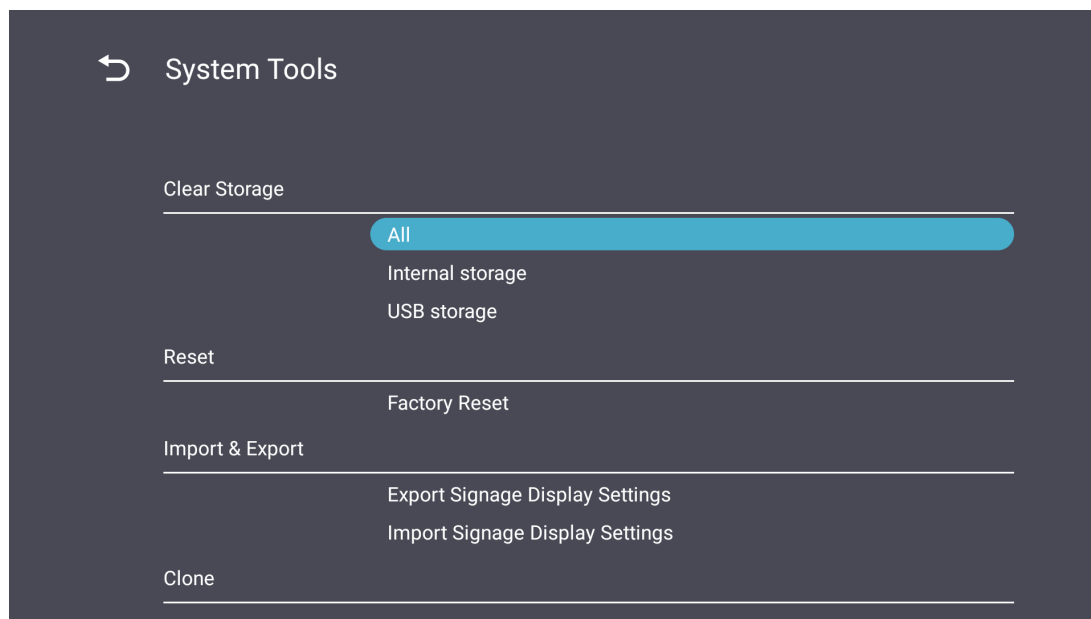 System Tools
Clear Storage
All
Internal storage
USB storage
Reset
Factory Reset
Import & Export
Export Signage Display Settings
Import Signage Display Settings
Clone